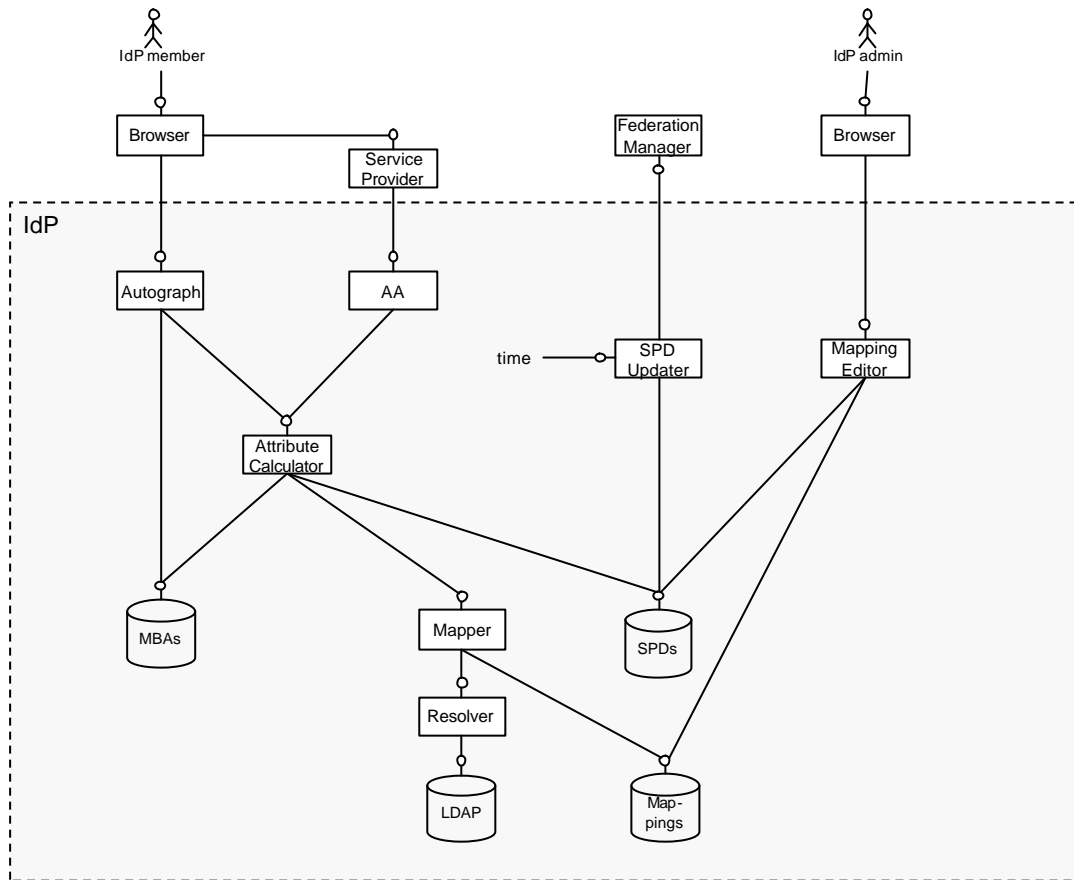 IdP member
IdP admin
Browser
Service
Provider
Federation
Manager
Browser
IdP
Autograph
AA
time
SPD
Updater
Mapping
Editor
Attribute
Calculator
MBAs
Mapper
SPDs
Resolver
LDAP
Map-
pings